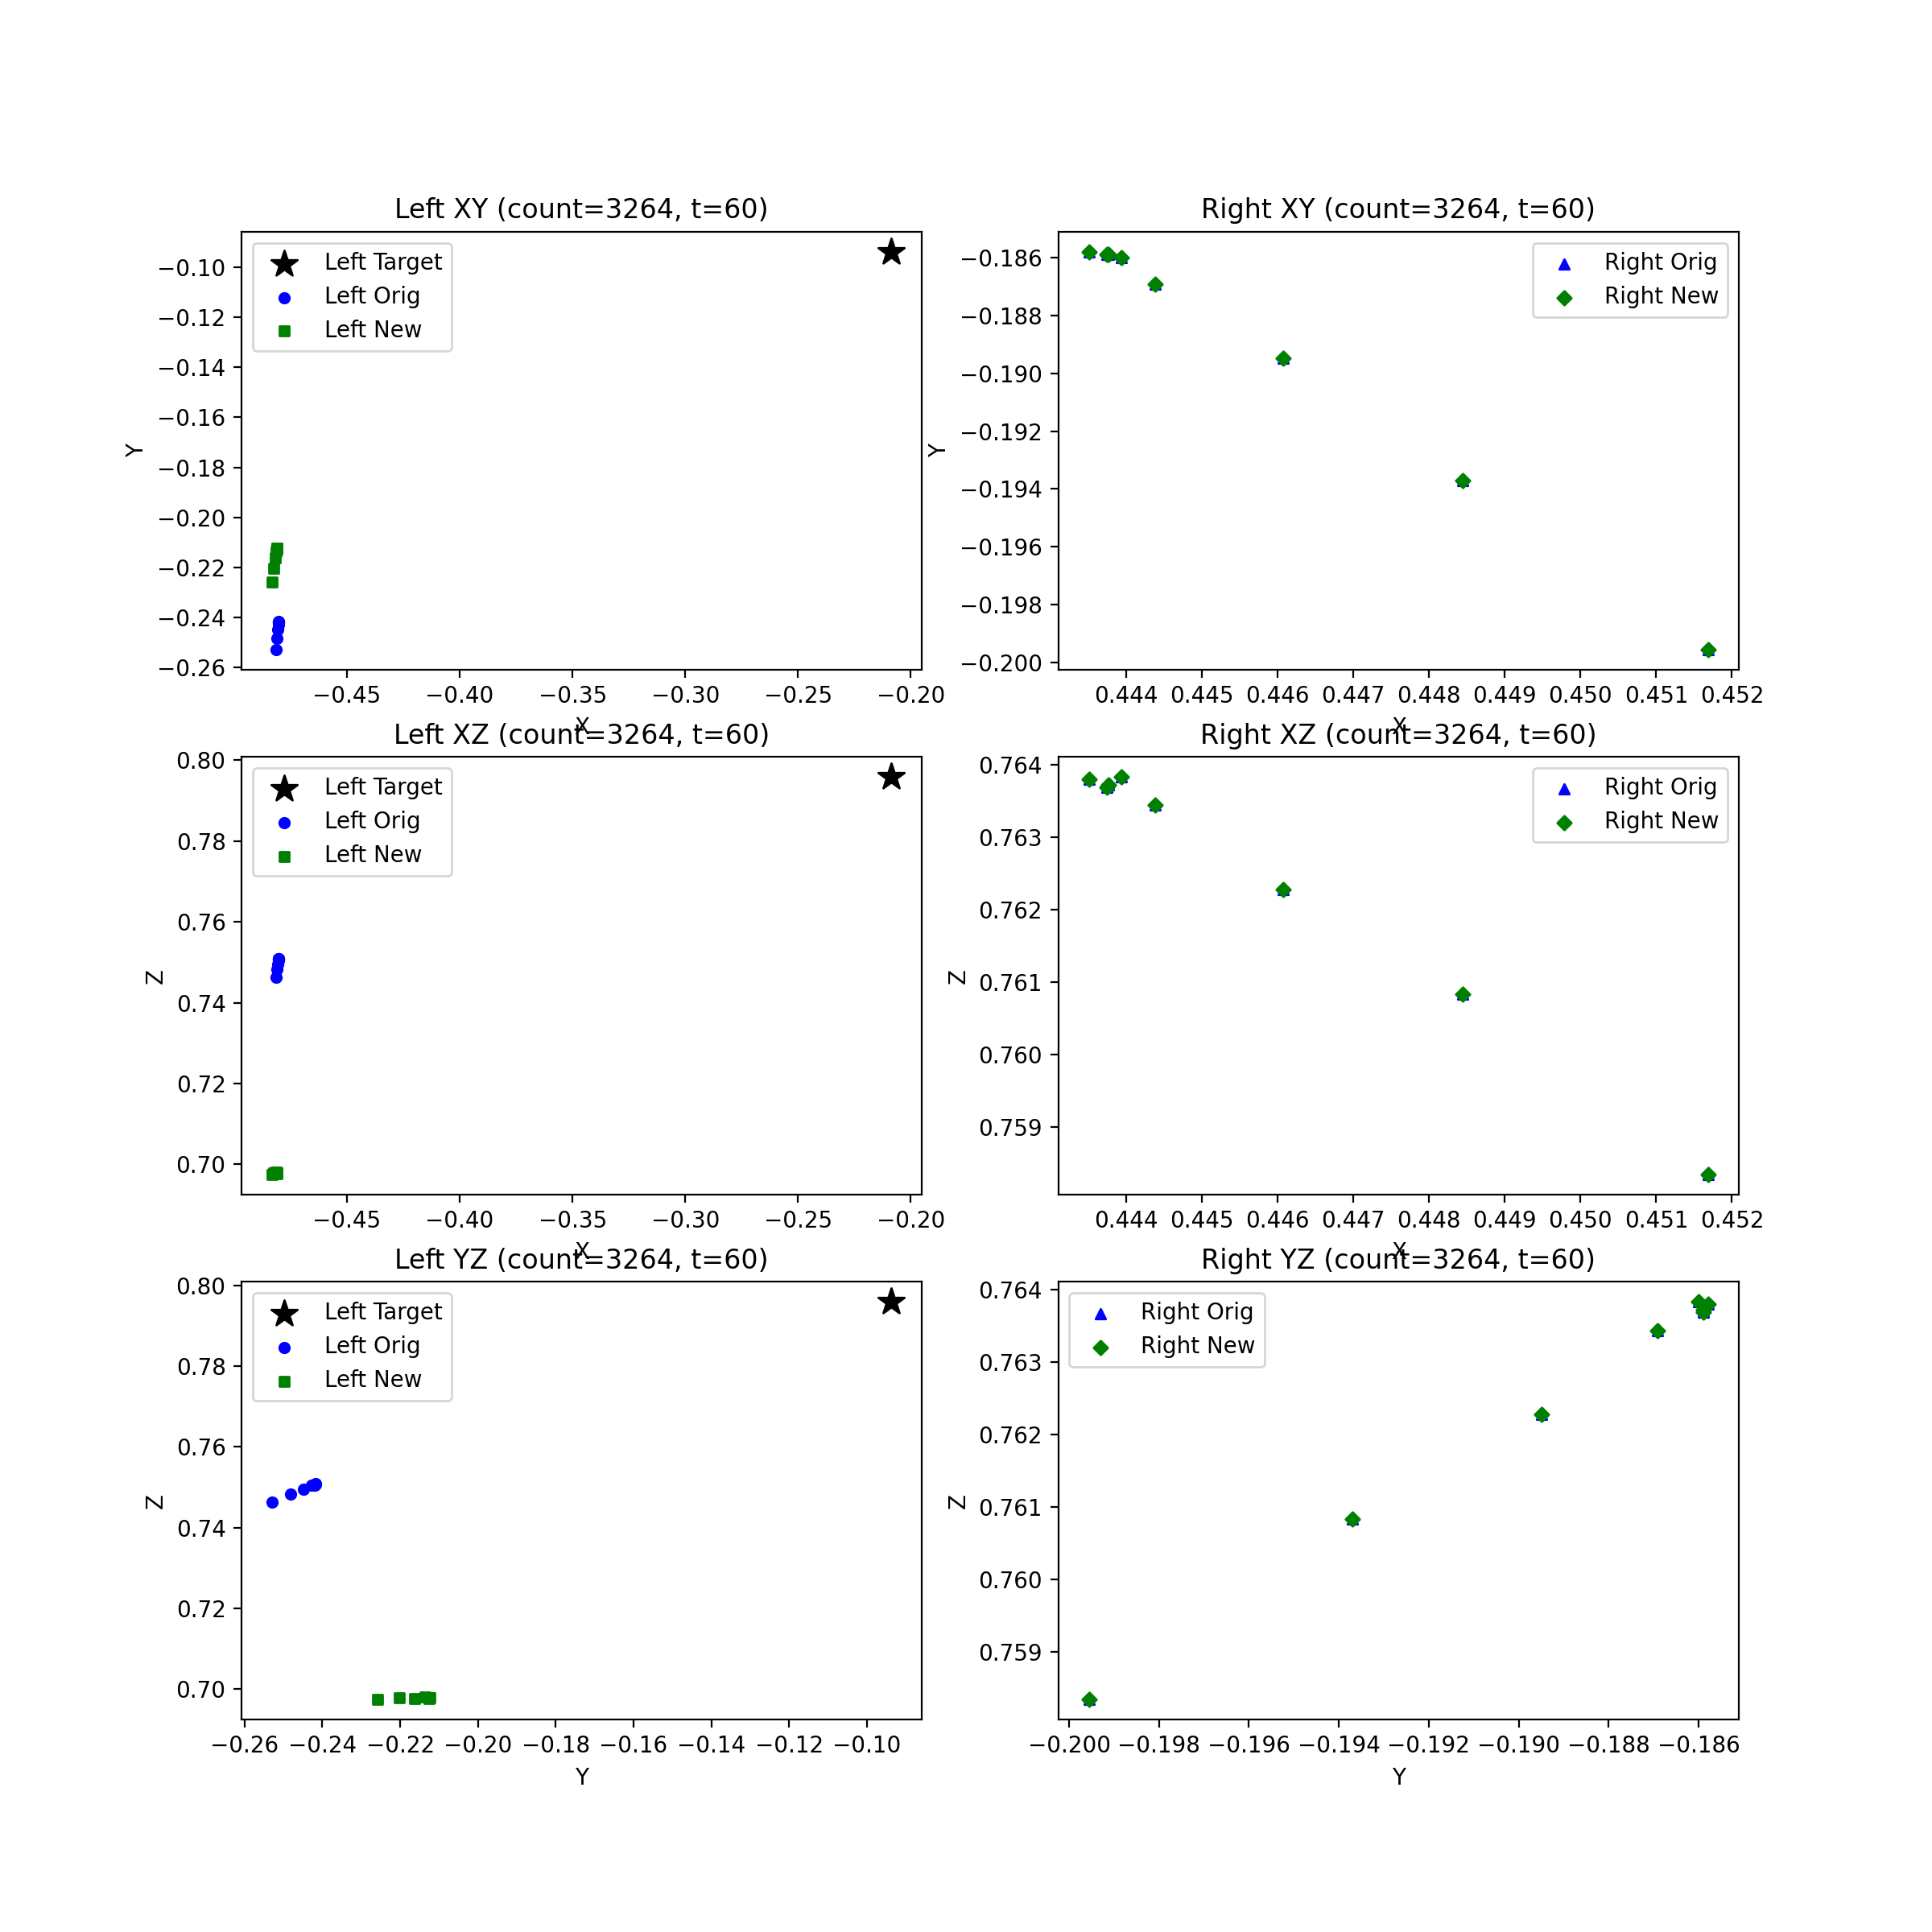 Left XY (count=3264, t=60)
Left Target
Left Orig
Left New
−0.10
−0.12
−0.14
−0.16
−0.18
−0.20
−0.22
−0.24
−0.26
Y
−0.45 −0.40 −0.35 −0.30 −0.25 −0.20
X
Right XY (count=3264, t=60)
Right Orig
Right New
−0.186
−0.188
−0.190
−0.192
−0.194
−0.196
−0.198
−0.200
Y
0.444 0.445 0.446 0.447 0.448 0.449 0.450 0.451 0.452
X
Left XZ (count=3264, t=60)
Left Target
Left Orig
Left New
0.80
0.78
0.76
0.74
0.72
0.70
Z
−0.45 −0.40 −0.35 −0.30 −0.25 −0.20
X
Right XZ (count=3264, t=60)
Right Orig
Right New
0.764
0.763
0.762
0.761
0.760
0.759
Z
0.444 0.445 0.446 0.447 0.448 0.449 0.450 0.451 0.452
X
Left YZ (count=3264, t=60)
Left Target
Left Orig
Left New
0.80
0.78
0.76
0.74
0.72
0.70
Z
−0.26 −0.24 −0.22 −0.20 −0.18 −0.16 −0.14 −0.12 −0.10
Y
Right YZ (count=3264, t=60)
Right Orig
Right New
0.764
0.763
0.762
0.761
0.760
0.759
Z
−0.200 −0.198 −0.196 −0.194 −0.192 −0.190 −0.188 −0.186
Y